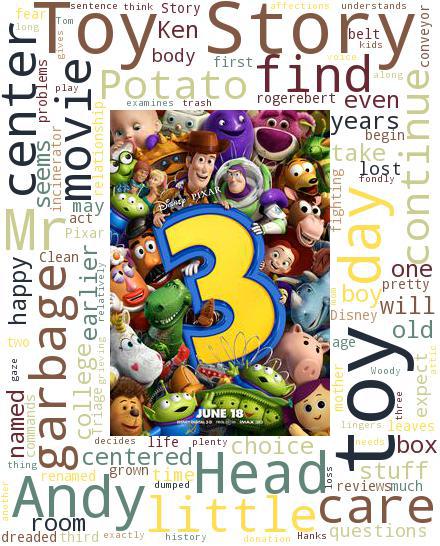 fear sentence think Story affections understands
long Tom Toy Story
gives Ken belt kids conveyor
center problems body first find video along
play Potato
movie examines trash rogerebert even
relationship years
seems incinerator begin continue
take
may lost
Mr act fondly
Pixar fighting
Disney · PIXAR
Clean earlier day one
happy relatively pretty
garbage boy will
3
two college Disney old
gaze triage grieving age
toy Woody attic
commands mother expect
named three
JUNE 18
decides life plenty choice lingers leaves
thing centered needs box
renamed grown time Head loss stuff
another dumped reviews much
Andy little care
room questions
dreaded third exactly history donation Hanks